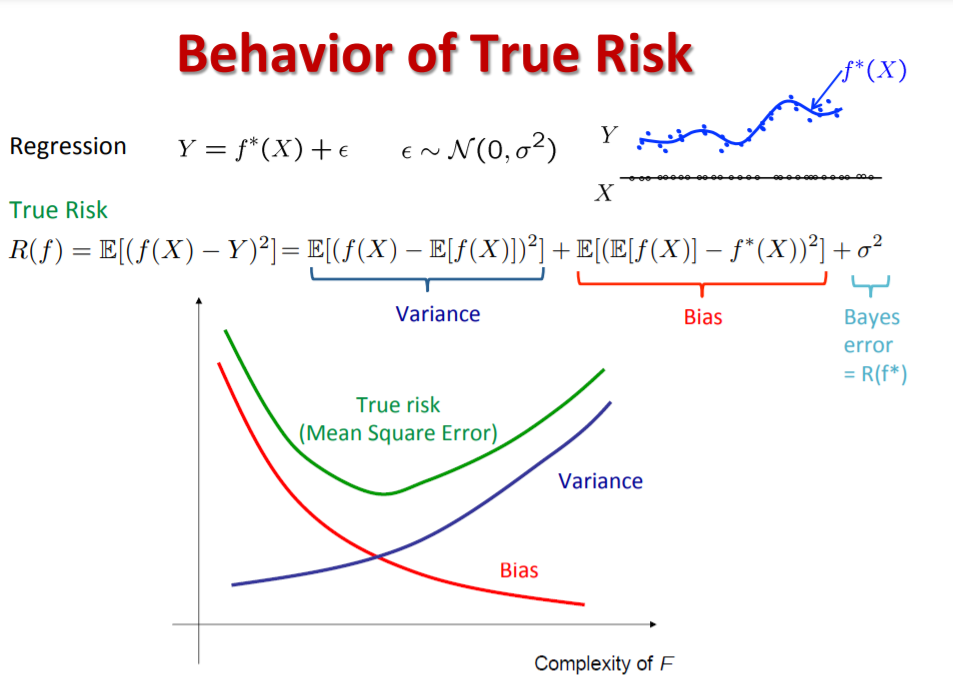 Behavior of True Risk
f*(X)
Regression Y = f*(X) + ϵ ϵ ~ 𝒩(0, σ²)
Y
X
True Risk
R(f) = 𝔼[(f(X) − Y)²] = 𝔼[(f(X) − 𝔼[f(X)])²] + 𝔼[(𝔼[f(X)] − f*(X))²] + σ²
Variance
Bias
Bayes
error
= R(f*)
True risk
(Mean Square Error)
Variance
Bias
Complexity of F